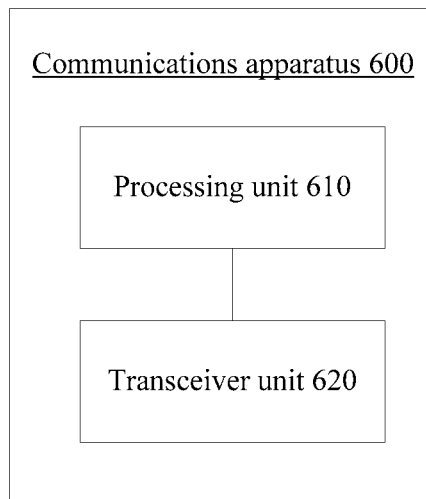 Communications apparatus 600
Processing unit 610
Transceiver unit 620